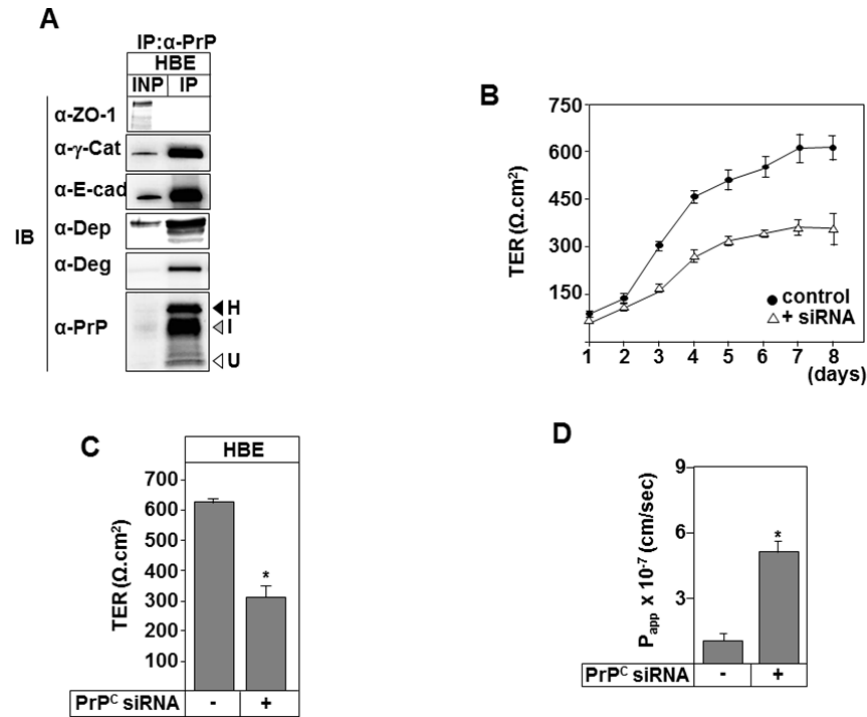 A
IP:α-PrP
HBE
INP IP
IB
α-ZO-1
α-γ-Cat
α-E-cad
α-Dep
α-Deg
α-PrP
H
I
U
B
TER (Ω.cm²)
750
600
450
300
150
control
+ siRNA
1 2 3 4 5 6 7 8
(days)
C
HBE
TER (Ω.cm²)
700
600
500
400
300
200
100
*
PrPᶜ siRNA - +
D
Papp x 10⁻⁷ (cm/sec)
9
6
3
*
PrPᶜ siRNA - +